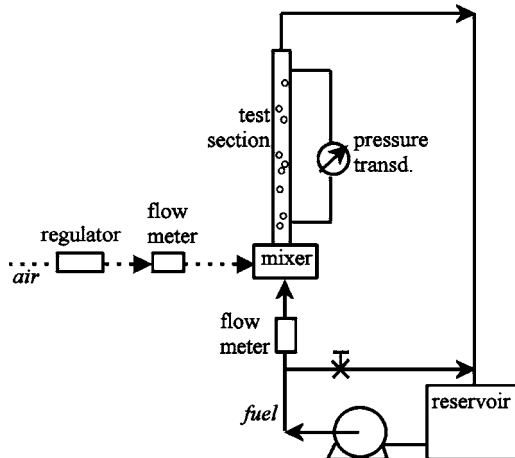 test
section
pressure
transd.
flow
meter
regulator
air
mixer
flow
meter
fuel
reservoir